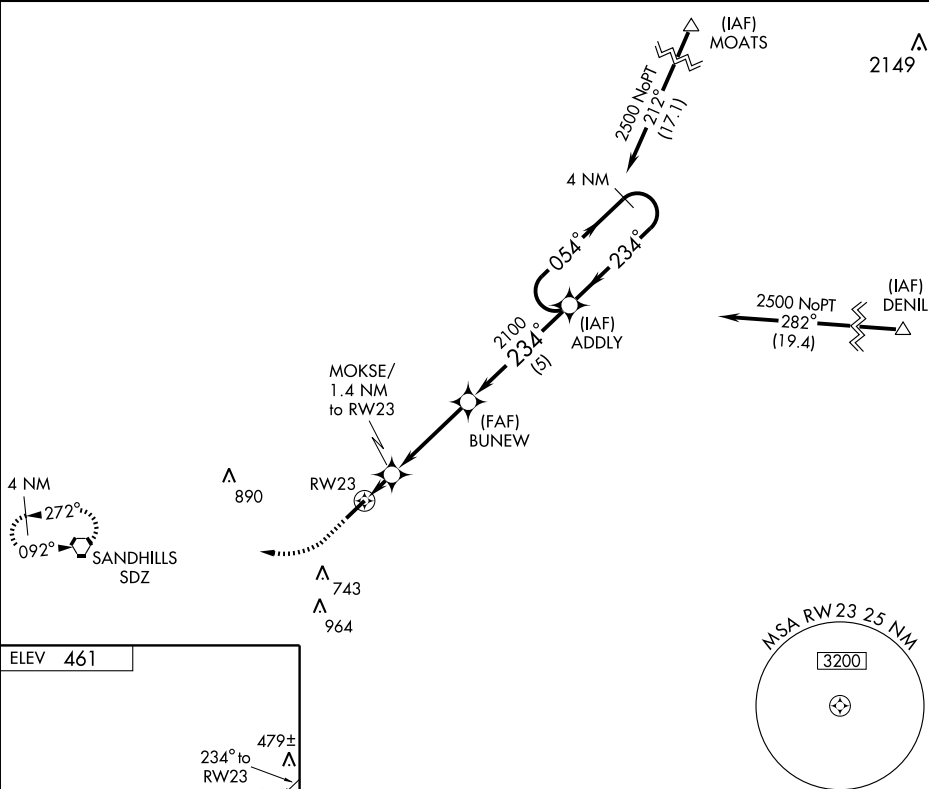 (IAF)
MOATS
2149
2500 NoPT
212°
(17.1)
4 NM
054°
234°
(IAF)
ADDLY
2500 NoPT
282°
(19.4)
(IAF)
DENIL
2100
234°
(5)
(FAF)
BUNEW
MOKSE/
1.4 NM
to RW23
RW23
890
4 NM
272°
092°
SANDHILLS
SDZ
743
964
MSA RW23 25 NM
3200
ELEV 461
479±
234° to
RW23